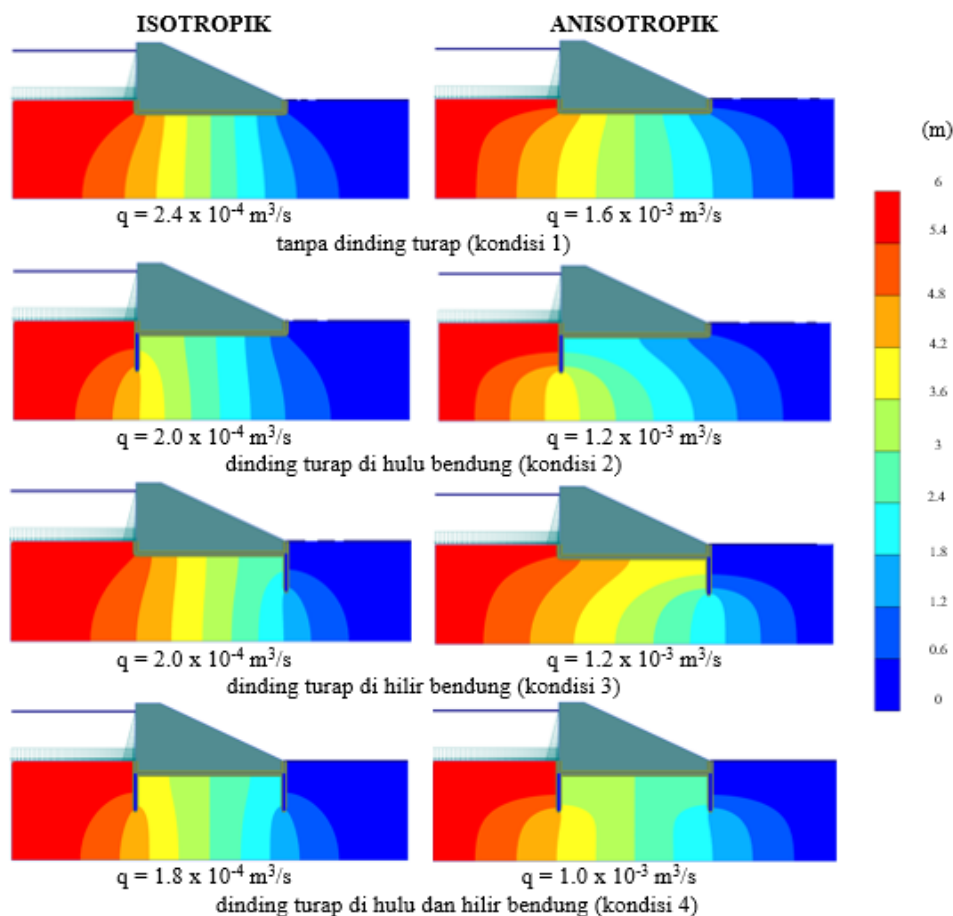 ISOTROPIK ANISOTROPIK
(m)
6
5.4
4.8
4.2
3.6
3
2.4
1.8
1.2
0.6
0
q = 2.4 x 10⁻⁴ m³/s q = 1.6 x 10⁻³ m³/s
tanpa dinding turap (kondisi 1)
q = 2.0 x 10⁻⁴ m³/s q = 1.2 x 10⁻³ m³/s
dinding turap di hulu bendung (kondisi 2)
q = 2.0 x 10⁻⁴ m³/s q = 1.2 x 10⁻³ m³/s
dinding turap di hilir bendung (kondisi 3)
q = 1.8 x 10⁻⁴ m³/s q = 1.0 x 10⁻³ m³/s
dinding turap di hulu dan hilir bendung (kondisi 4)